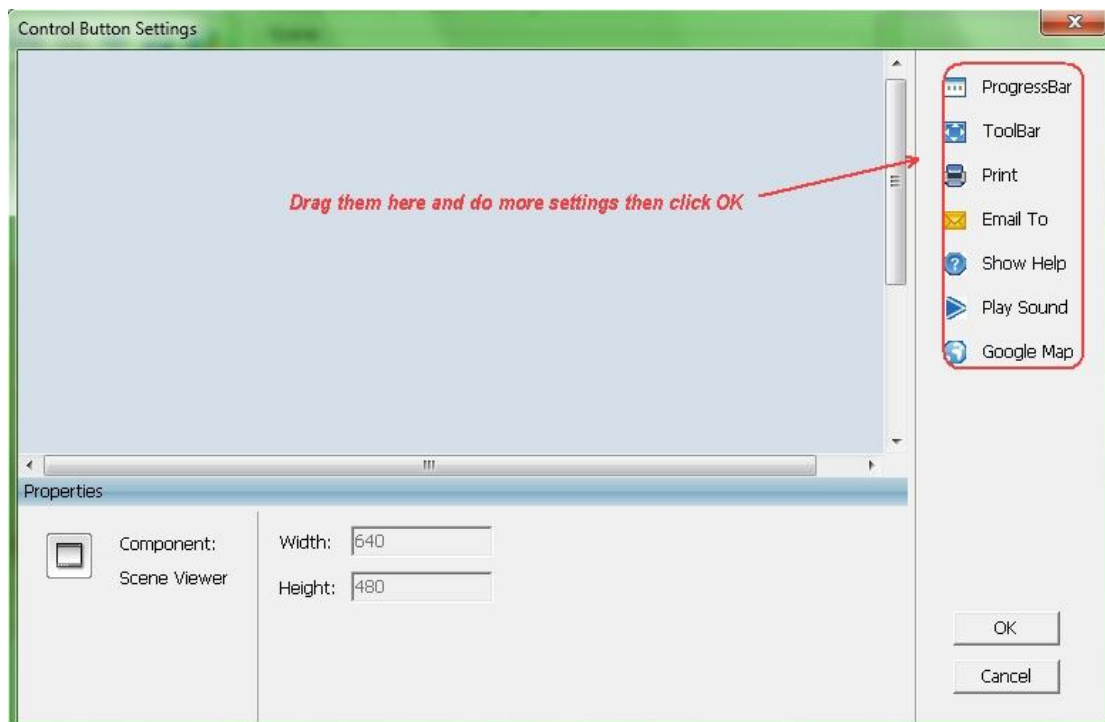 Control Button Settings
ProgressBar
ToolBar
Print
Drag them here and do more settings then click OK
Email To
Show Help
Play Sound
Google Map
Properties
Component:
Scene Viewer
Width: 640
Height: 480
OK
Cancel